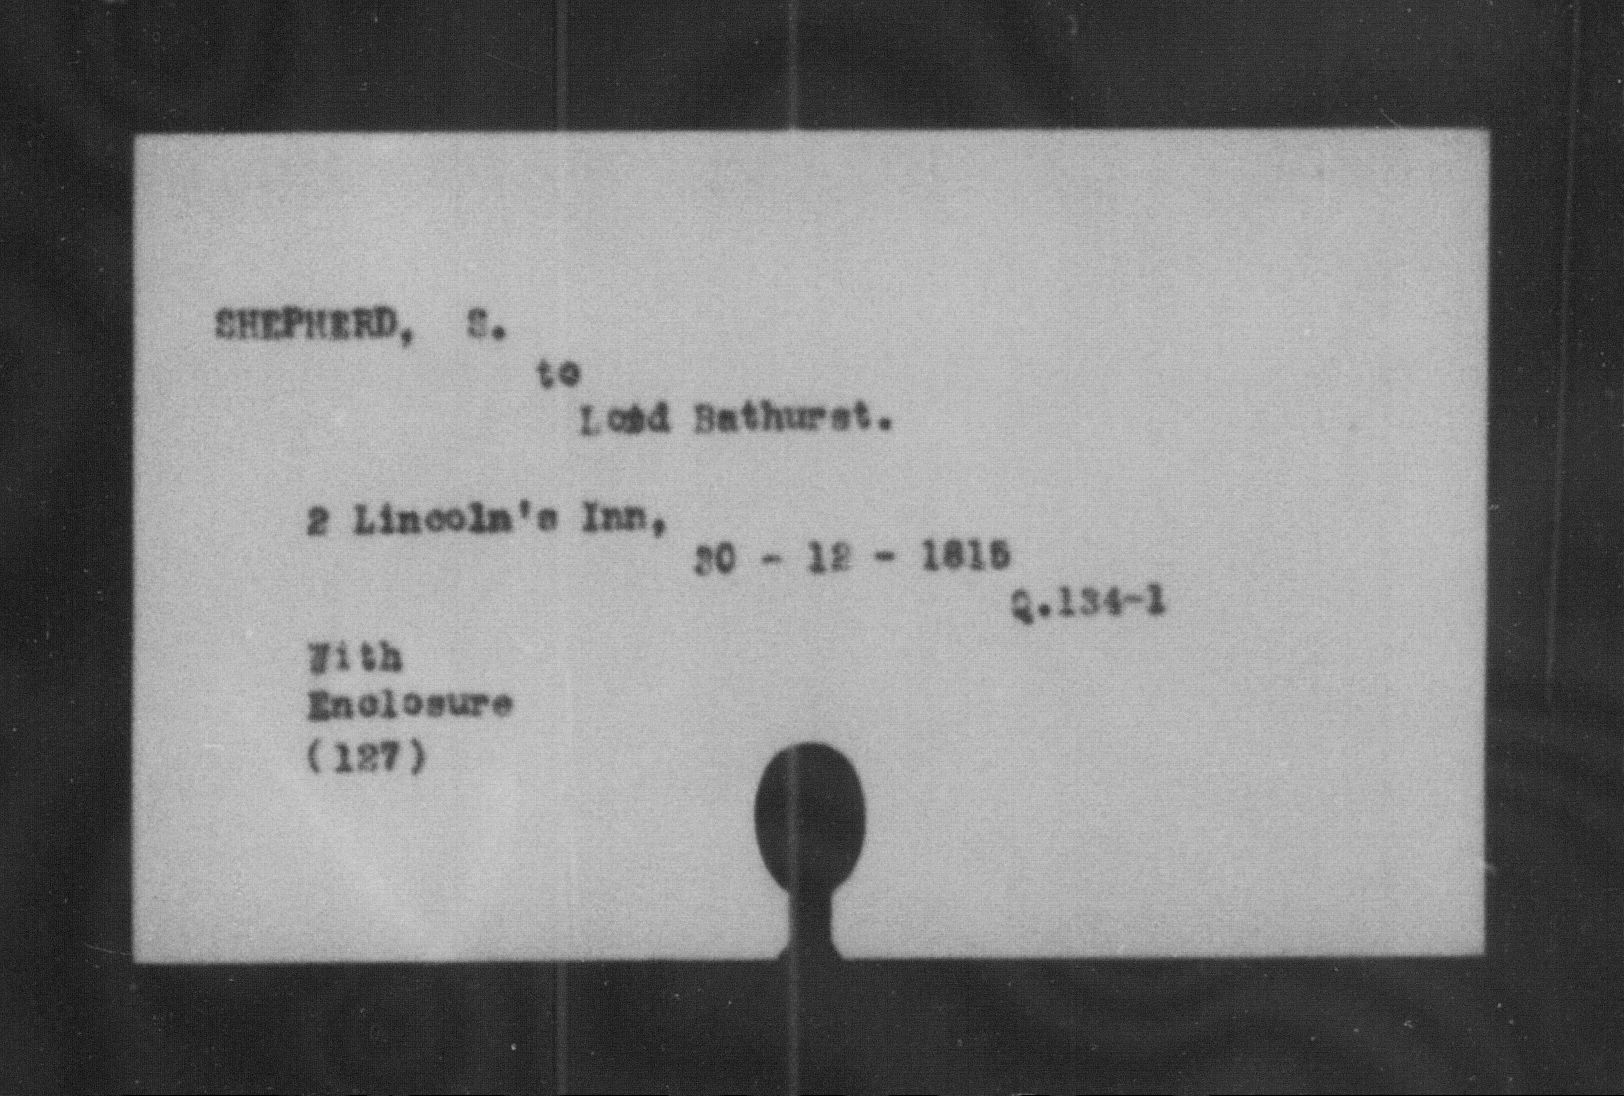 SHEPHERD, S.
to
Lord Bathurst.
2 Lincoln's Inn,
30 - 12 - 1815
Q.134-1
With
Enclosure
(127)